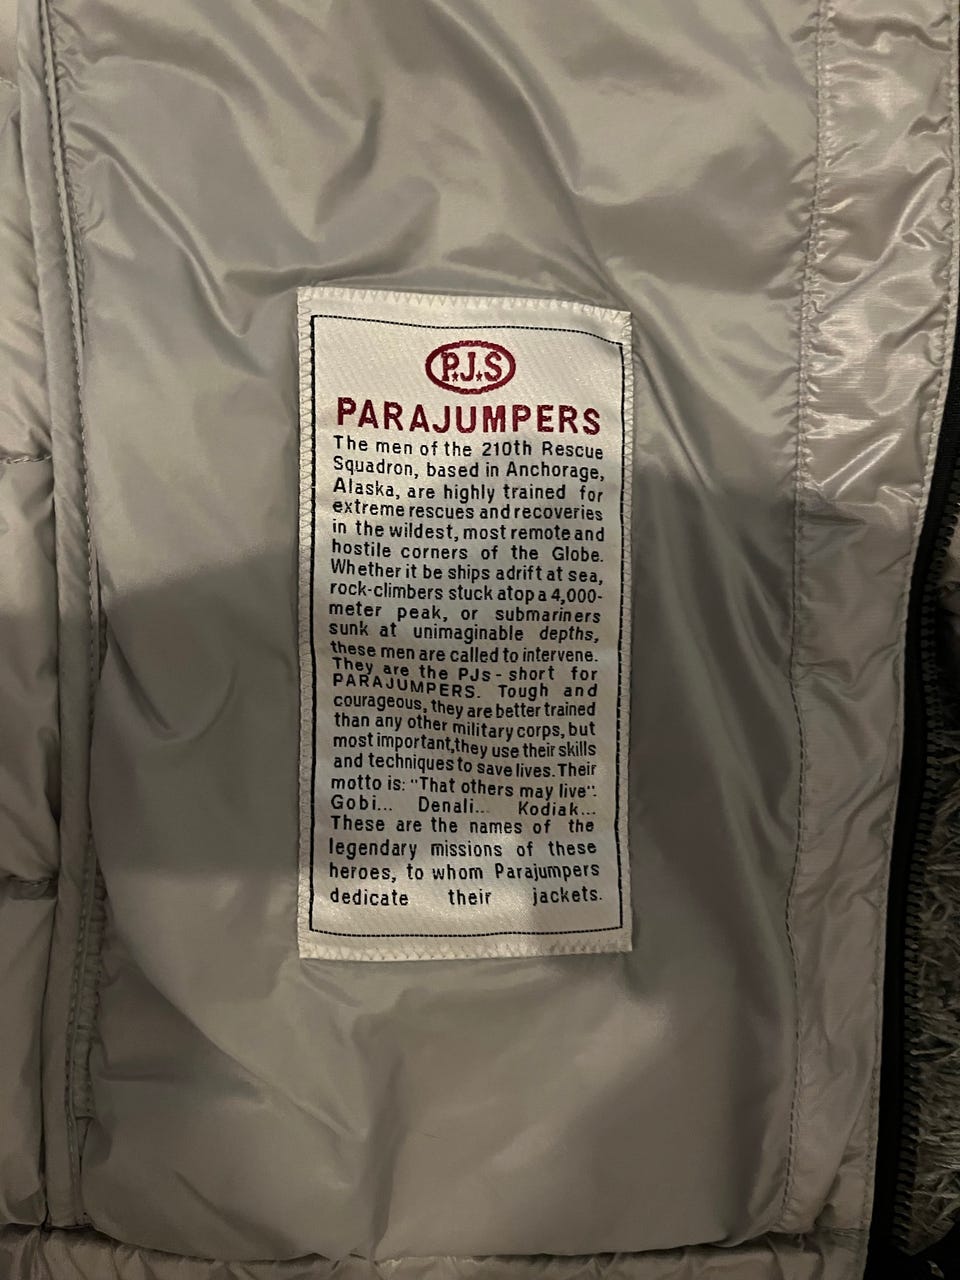 P.J.S
PARAJUMPERS
The men of the 210th Rescue
Squadron, based in Anchorage,
Alaska, are highly trained for
extreme rescues and recoveries
in the wildest, most remote and
hostile corners of the Globe.
Whether it be ships adrift at sea,
rock-climbers stuck atop a 4,000-
meter peak, or submariners
sunk at unimaginable depths,
these men are called to intervene.
They are the PJs - short for
PARAJUMPERS. Tough and
courageous, they are better trained
than any other military corps, but
most important,they use their skills
and techniques to save lives. Their
motto is: "That others may live".
Gobi... Denali... Kodiak...
These are the names of the
legendary missions of these
heroes, to whom Parajumpers
dedicate their jackets.